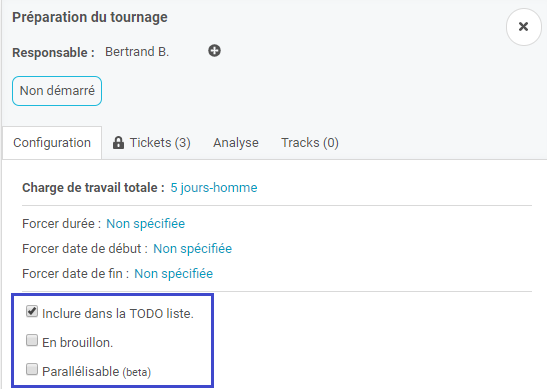 Préparation du tournage
Responsable : Bertrand B.
Non démarré
Configuration Tickets (3) Analyse Tracks (0)
Charge de travail totale : 5 jours-homme
Forcer durée : Non spécifiée
Forcer date de début : Non spécifiée
Forcer date de fin : Non spécifiée
Inclure dans la TODO liste.
En brouillon.
Parallélisable (beta)